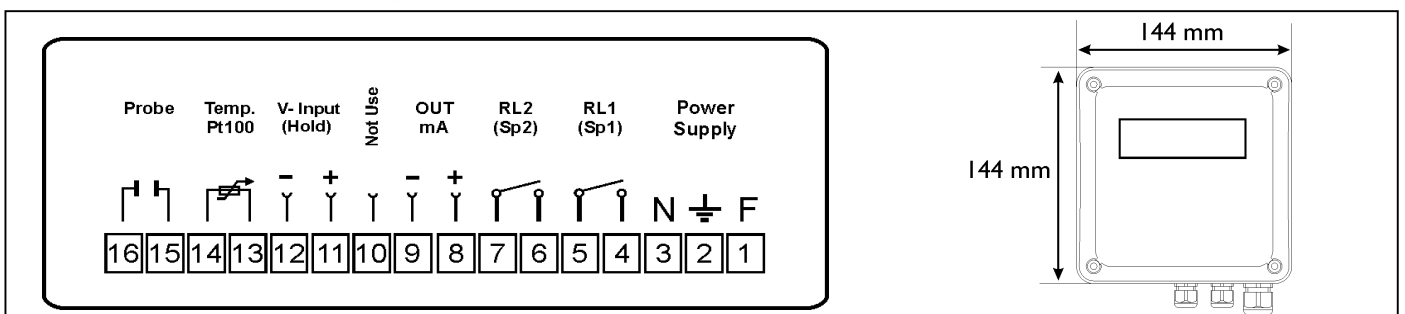 Probe
Temp.
Pt100
V- Input
(Hold)
Not Use
OUT
mA
RL2
(Sp2)
RL1
(Sp1)
Power
Supply
- + - + N F
16 15 14 13 12 11 10 9 8 7 6 5 4 3 2 1
144 mm
144 mm